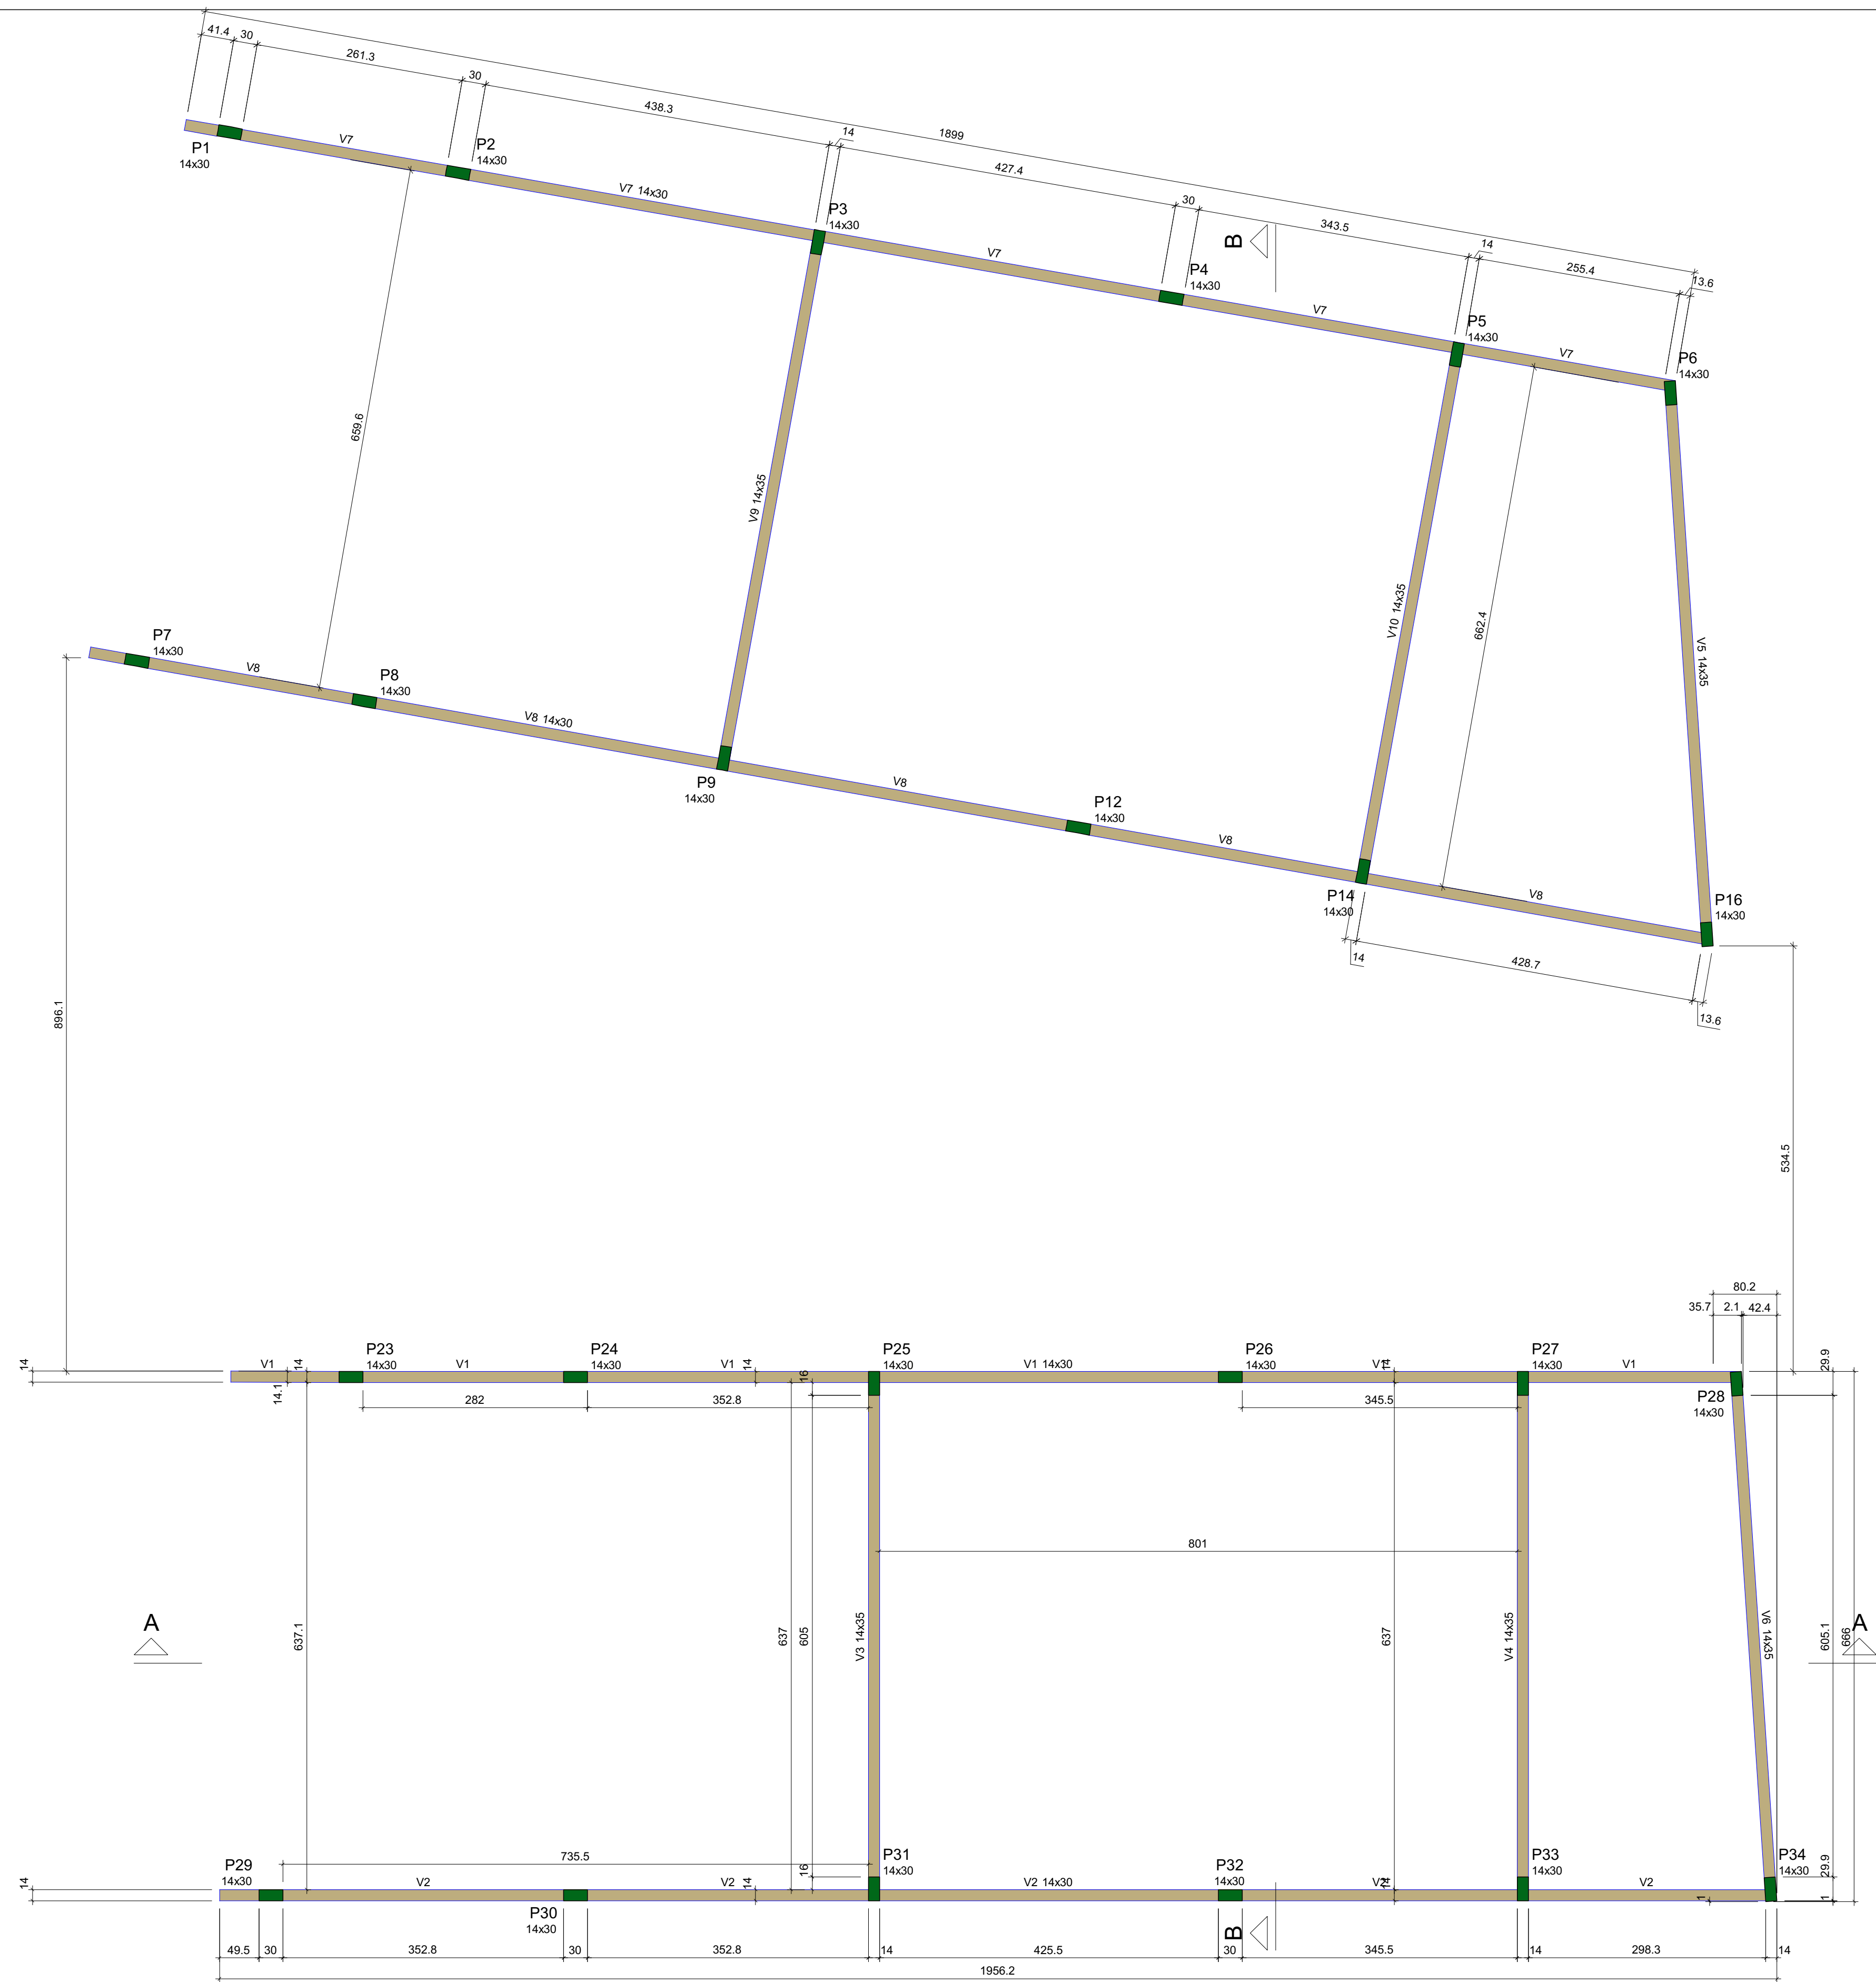 41.4
30
261.3
30
438.3
14
1899
427.4
30
343.5
14
255.4
13.6
P1
14x30
V7
P2
14x30
V7 14x30
P3
14x30
V7
B
P4
14x30
V7
P5
14x30
V7
P6
14x30
659.6
V9 14x35
V10 14x35
662.4
V5 14x35
P7
14x30
V8
P8
14x30
V8 14x30
P9
14x30
V8
P12
14x30
V8
P14
14x30
V8
P16
14x30
14
428.7
13.6
896.1
534.5
80.2
35.7
2.1
42.4
14
V1
14
14.1
P23
14x30
V1
P24
14x30
V1
14
16
P25
14x30
V1 14x30
P26
14x30
V1
14
P27
14x30
V1
P28
14x30
29.9
282
352.8
345.5
801
A
637.1
637
605
V3 14x35
637
V4 14x35
V6 14x35
605.1
666
A
735.5
16
14
P29
14x30
V2
P30
14x30
V2
14
P31
14x30
V2 14x30
P32
14x30
V2
14
P33
14x30
V2
P34
14x30
29.9
1
1
B
49.5
30
352.8
30
352.8
14
425.5
30
345.5
14
298.3
14
1956.2